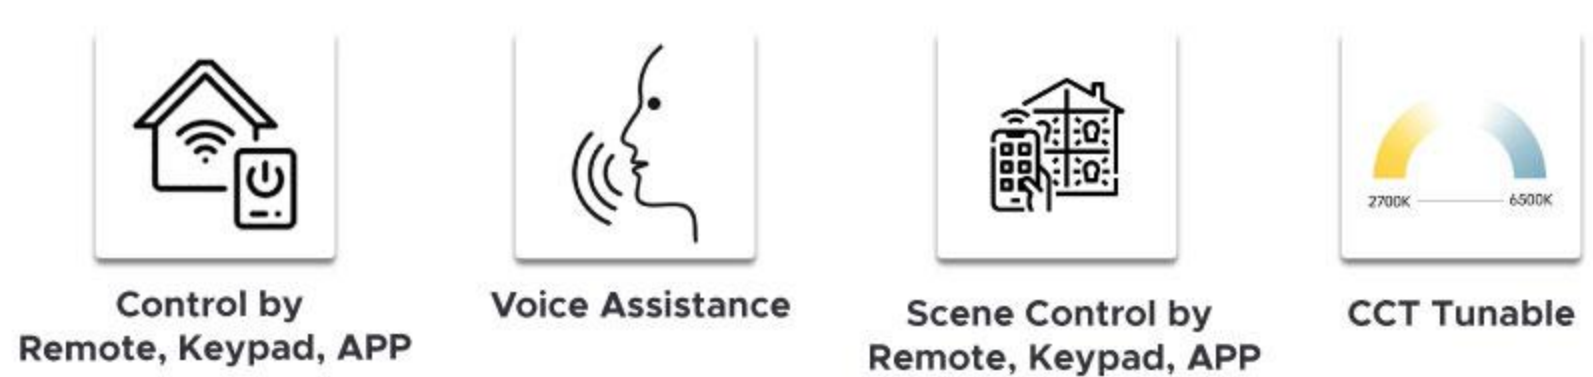 2700K
6500K
Control by
Remote, Keypad, APP
Voice Assistance
Scene Control by
Remote, Keypad, APP
CCT Tunable